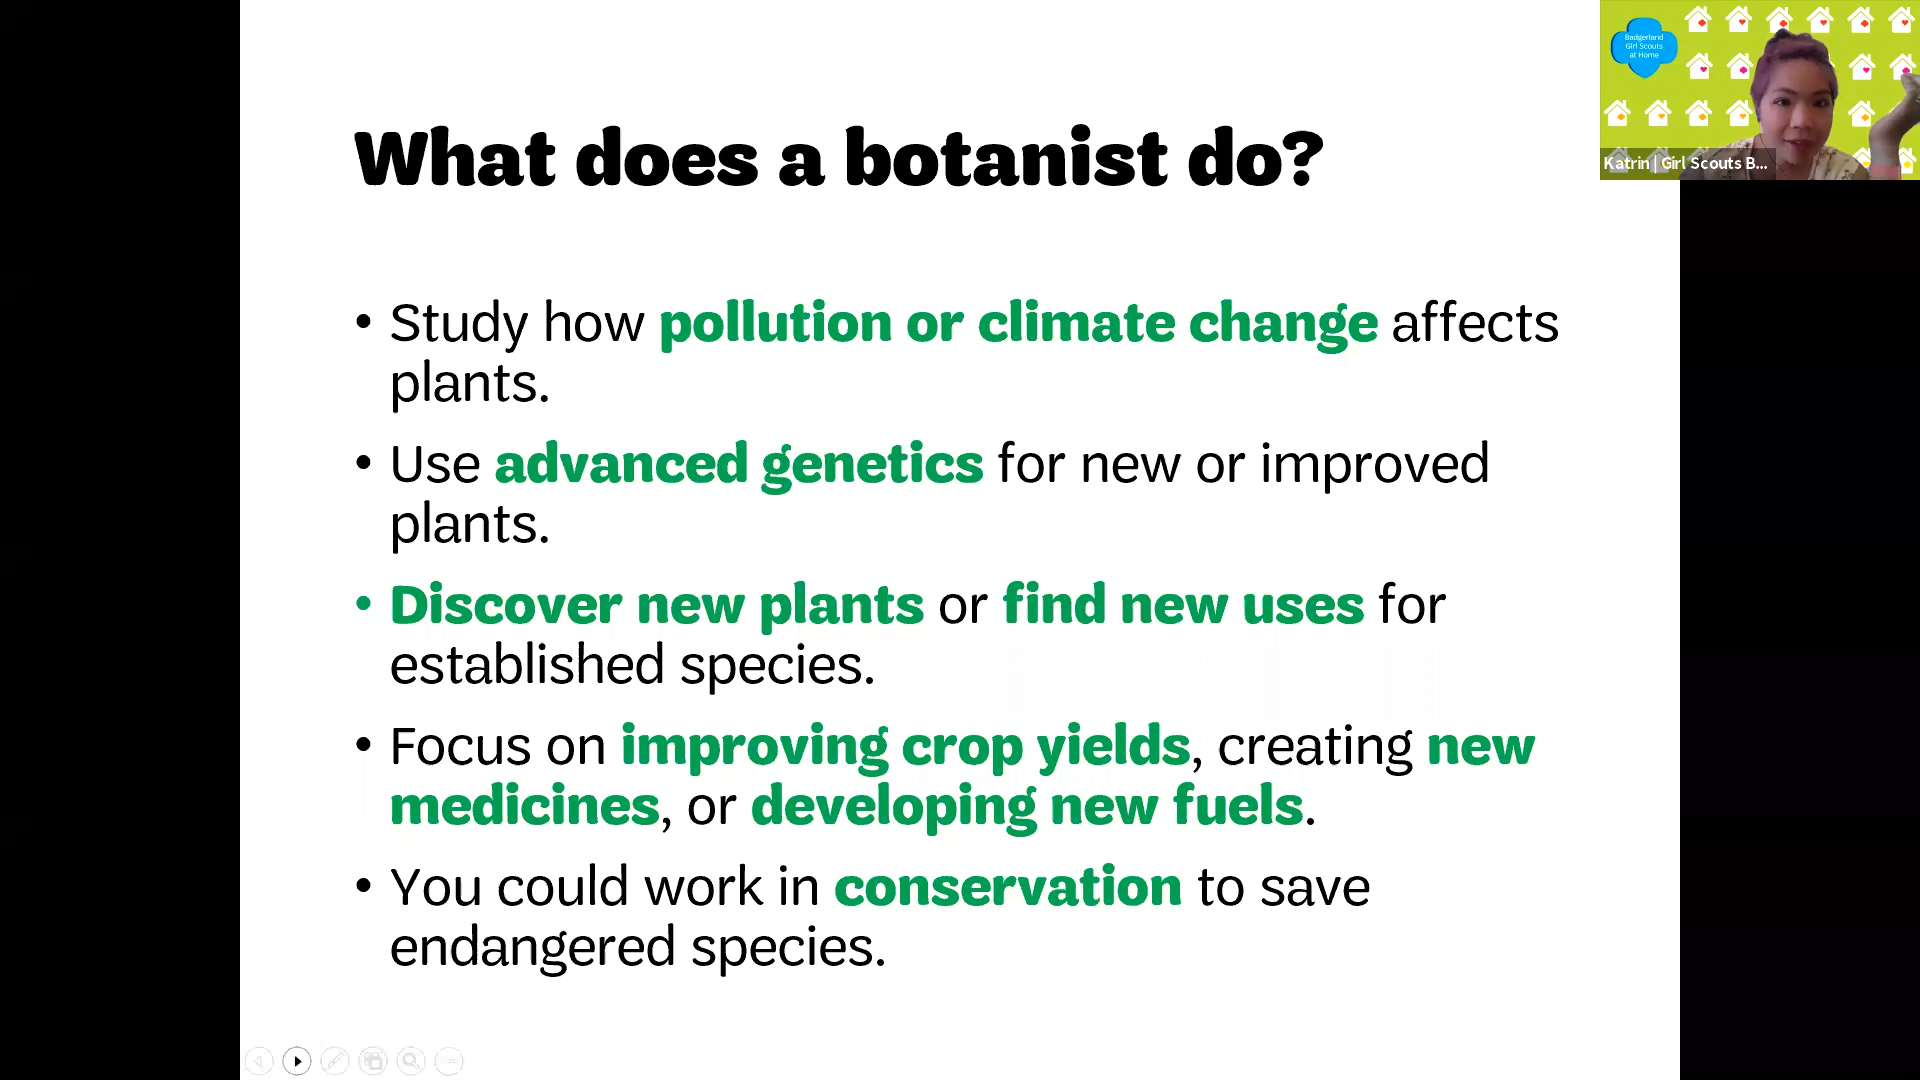 What does a botanist do?
• Study how pollution or climate change affects
plants.
• Use advanced genetics for new or improved
plants.
• Discover new plants or find new uses for
established species.
• Focus on improving crop yields, creating new
medicines, or developing new fuels.
• You could work in conservation to save
endangered species.
Badgerland
Girl Scouts
at Home
Katrin | Girl Scouts B...